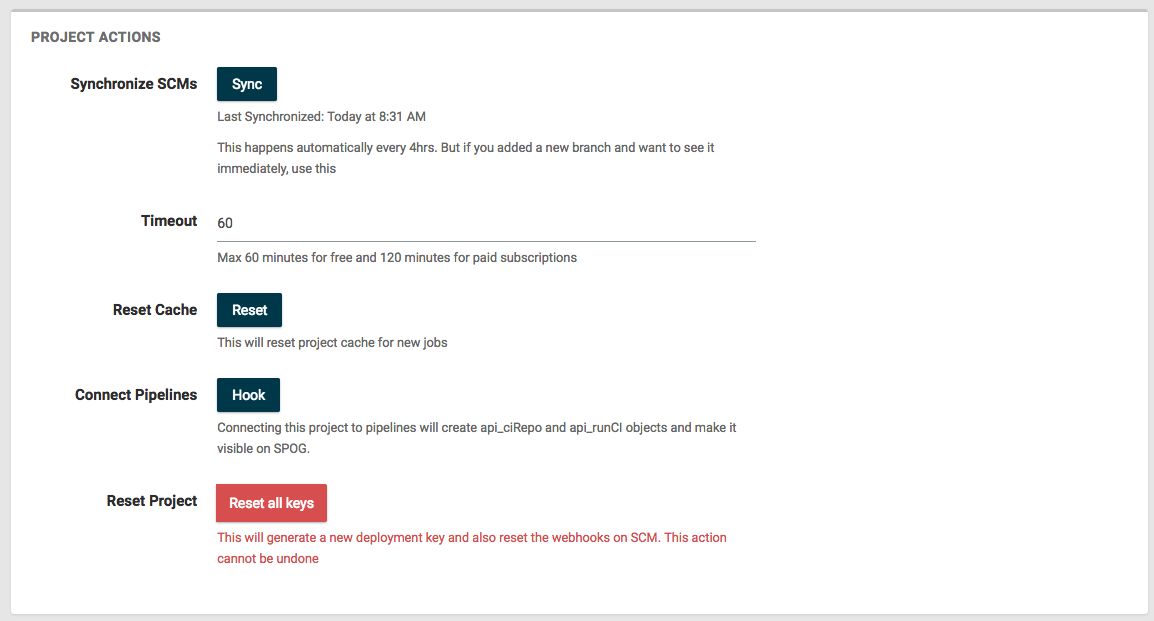 PROJECT ACTIONS
Synchronize SCMs
Sync
Last Synchronized: Today at 8:31 AM
This happens automatically every 4hrs. But if you added a new branch and want to see it
immediately, use this
Timeout
60
Max 60 minutes for free and 120 minutes for paid subscriptions
Reset Cache
Reset
This will reset project cache for new jobs
Connect Pipelines
Hook
Connecting this project to pipelines will create api_ciRepo and api_runCI objects and make it
visible on SPOG.
Reset Project
Reset all keys
This will generate a new deployment key and also reset the webhooks on SCM. This action
cannot be undone